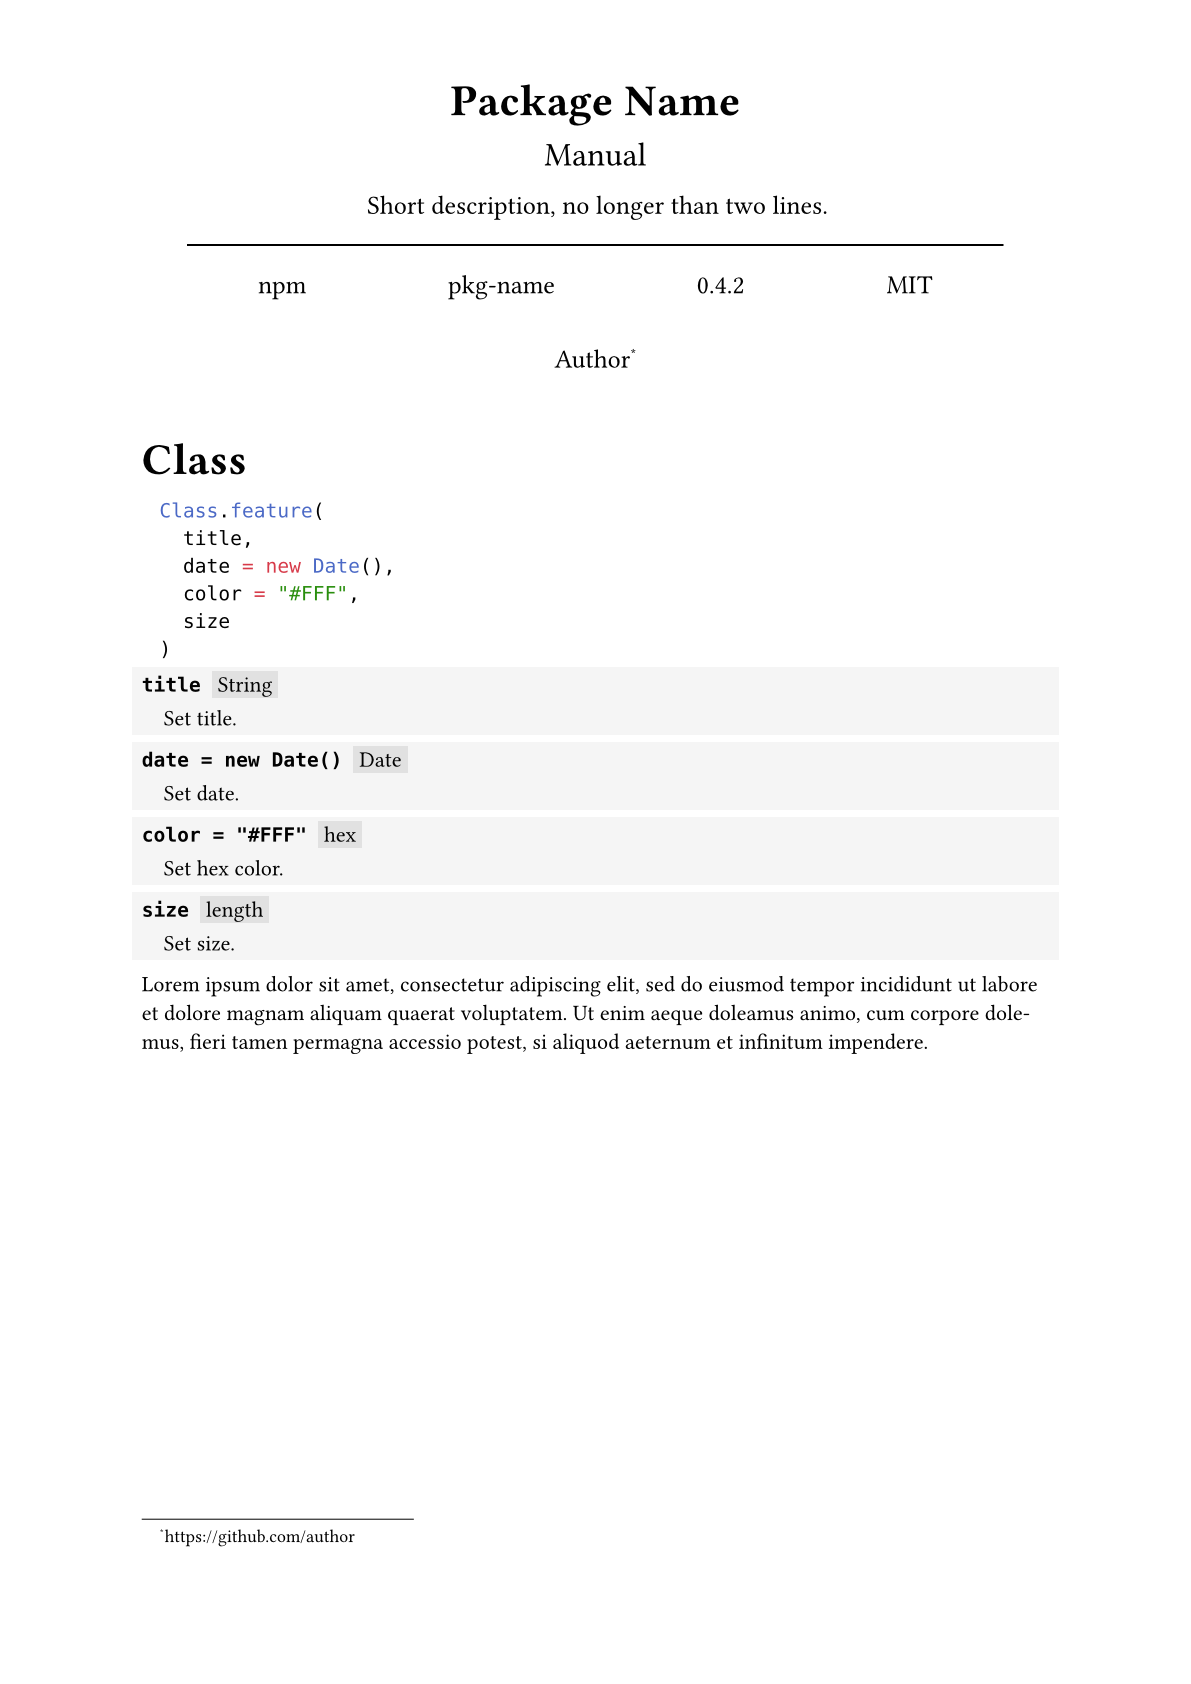 Package Name
Manual
Short description, no longer than two lines.
npm pkg-name 0.4.2 MIT
Author*
Class
Class.feature(
  title,
  date = new Date(),
  color = "#FFF",
  size
)
title String
Set title.
date = new Date() Date
Set date.
color = "#FFF" hex
Set hex color.
size length
Set size.
Lorem ipsum dolor sit amet, consectetur adipiscing elit, sed do eiusmod tempor incididunt ut labore
et dolore magnam aliquam quaerat voluptatem. Ut enim aeque doleamus animo, cum corpore dole-
mus, fieri tamen permagna accessio potest, si aliquod aeternum et infinitum impendere.
*https://github.com/author